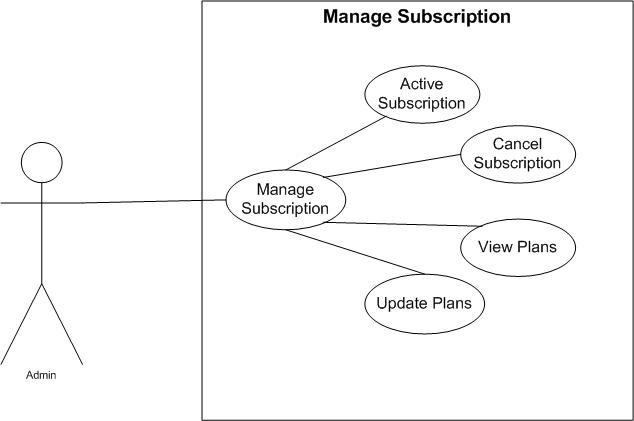 Manage Subscription
Active
Subscription
Cancel
Subscription
Manage
Subscription
View Plans
Update Plans
Admin